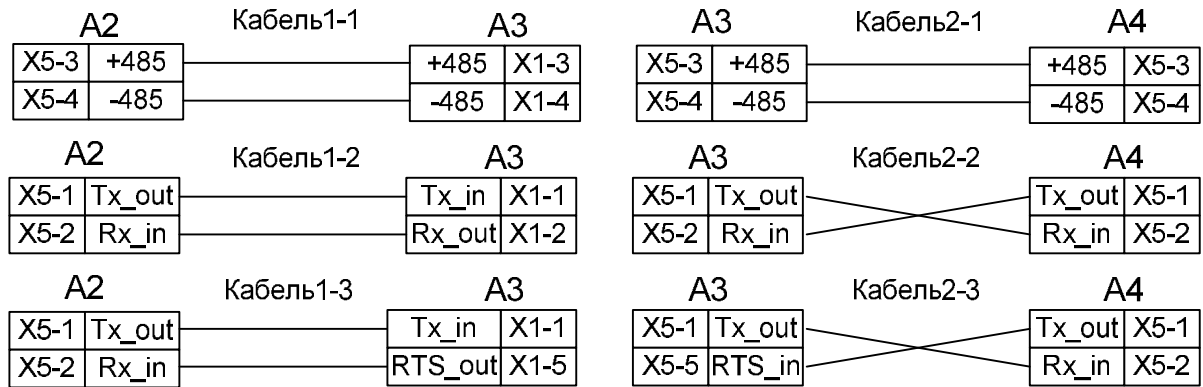 A2 Кабель1-1 A3 A3 Кабель2-1 A4
X5-3 +485 +485 X1-3 X5-3 +485 +485 X5-3
X5-4 -485 -485 X1-4 X5-4 -485 -485 X5-4
A2 Кабель1-2 A3 A3 Кабель2-2 A4
X5-1 Tx_out Tx_in X1-1 X5-1 Tx_out Tx_out X5-1
X5-2 Rx_in Rx_out X1-2 X5-2 Rx_in Rx_in X5-2
A2 Кабель1-3 A3 A3 Кабель2-3 A4
X5-1 Tx_out Tx_in X1-1 X5-1 Tx_out Tx_out X5-1
X5-2 Rx_in RTS_out X1-5 X5-5 RTS_in Rx_in X5-2